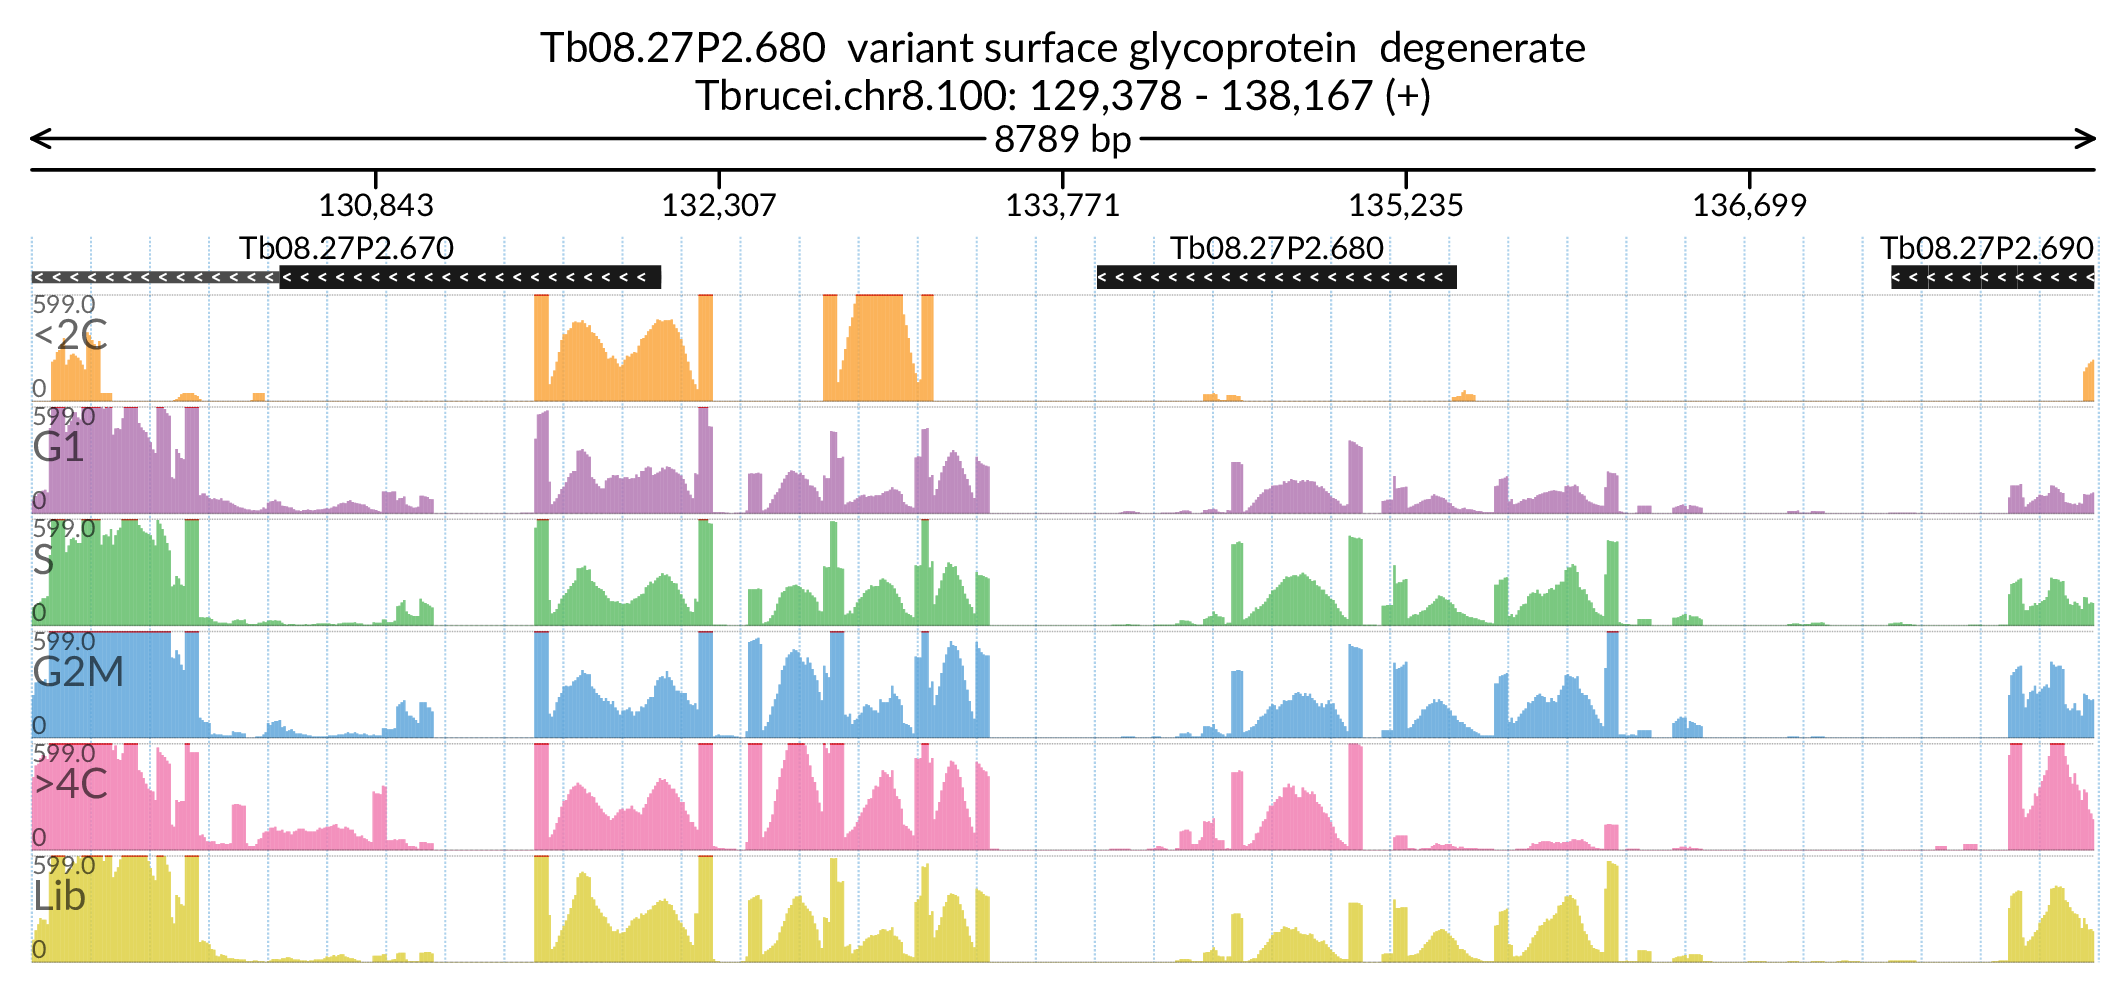 Tb08.27P2.680 variant surface glycoprotein degenerate
Tbrucei.chr8.100: 129,378 - 138,167 (+)
8789 bp
130,843 132,307 133,771 135,235 136,699
Tb08.27P2.670 Tb08.27P2.680 Tb08.27P2.690
599.0
<2C
0
599.0
G1
0
599.0
S
0
599.0
G2M
0
599.0
>4C
0
599.0
Lib
0